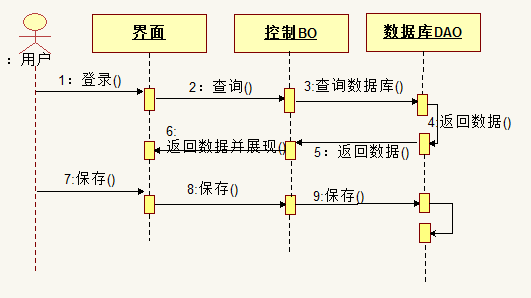 界面
控制BO
数据库DAO
：用户
1：登录()
2：查询()
3:查询数据库()
4:返回数据()
5：返回数据()
6:
返回数据并展现()
7:保存()
8:保存()
9:保存()